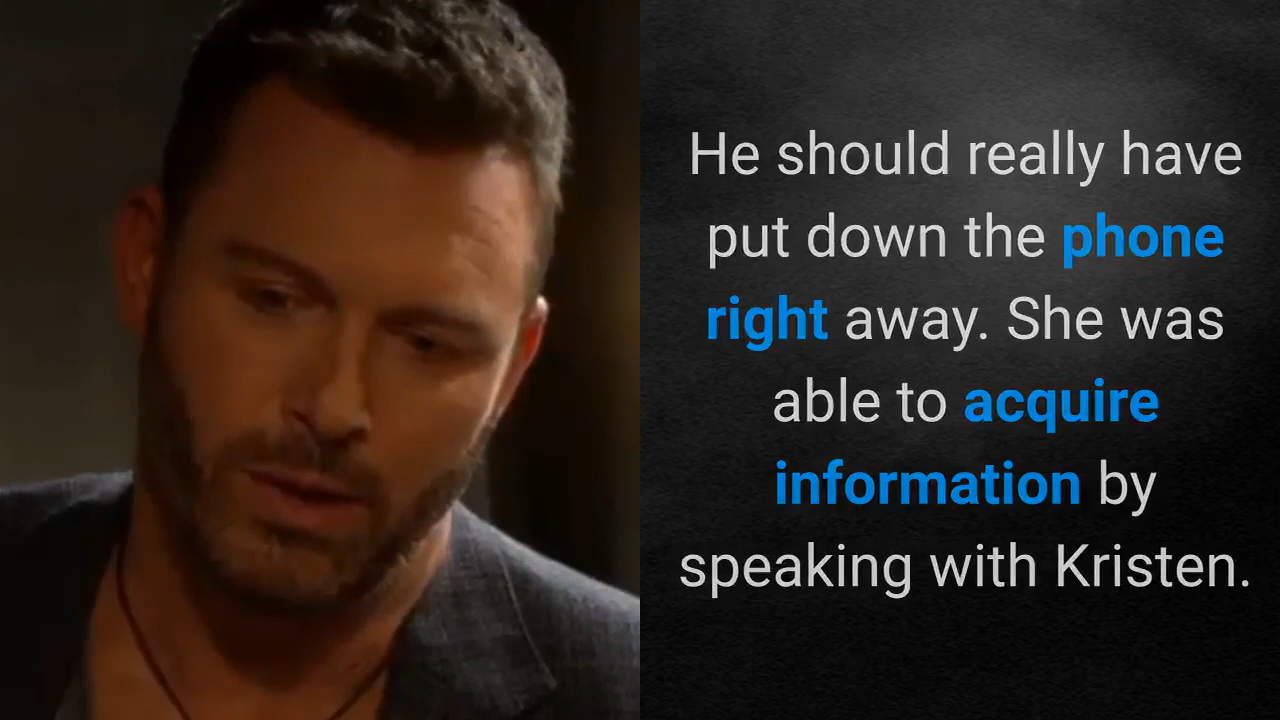 He should really have
put down the phone
right away. She was
able to acquire
information by
speaking with Kristen.